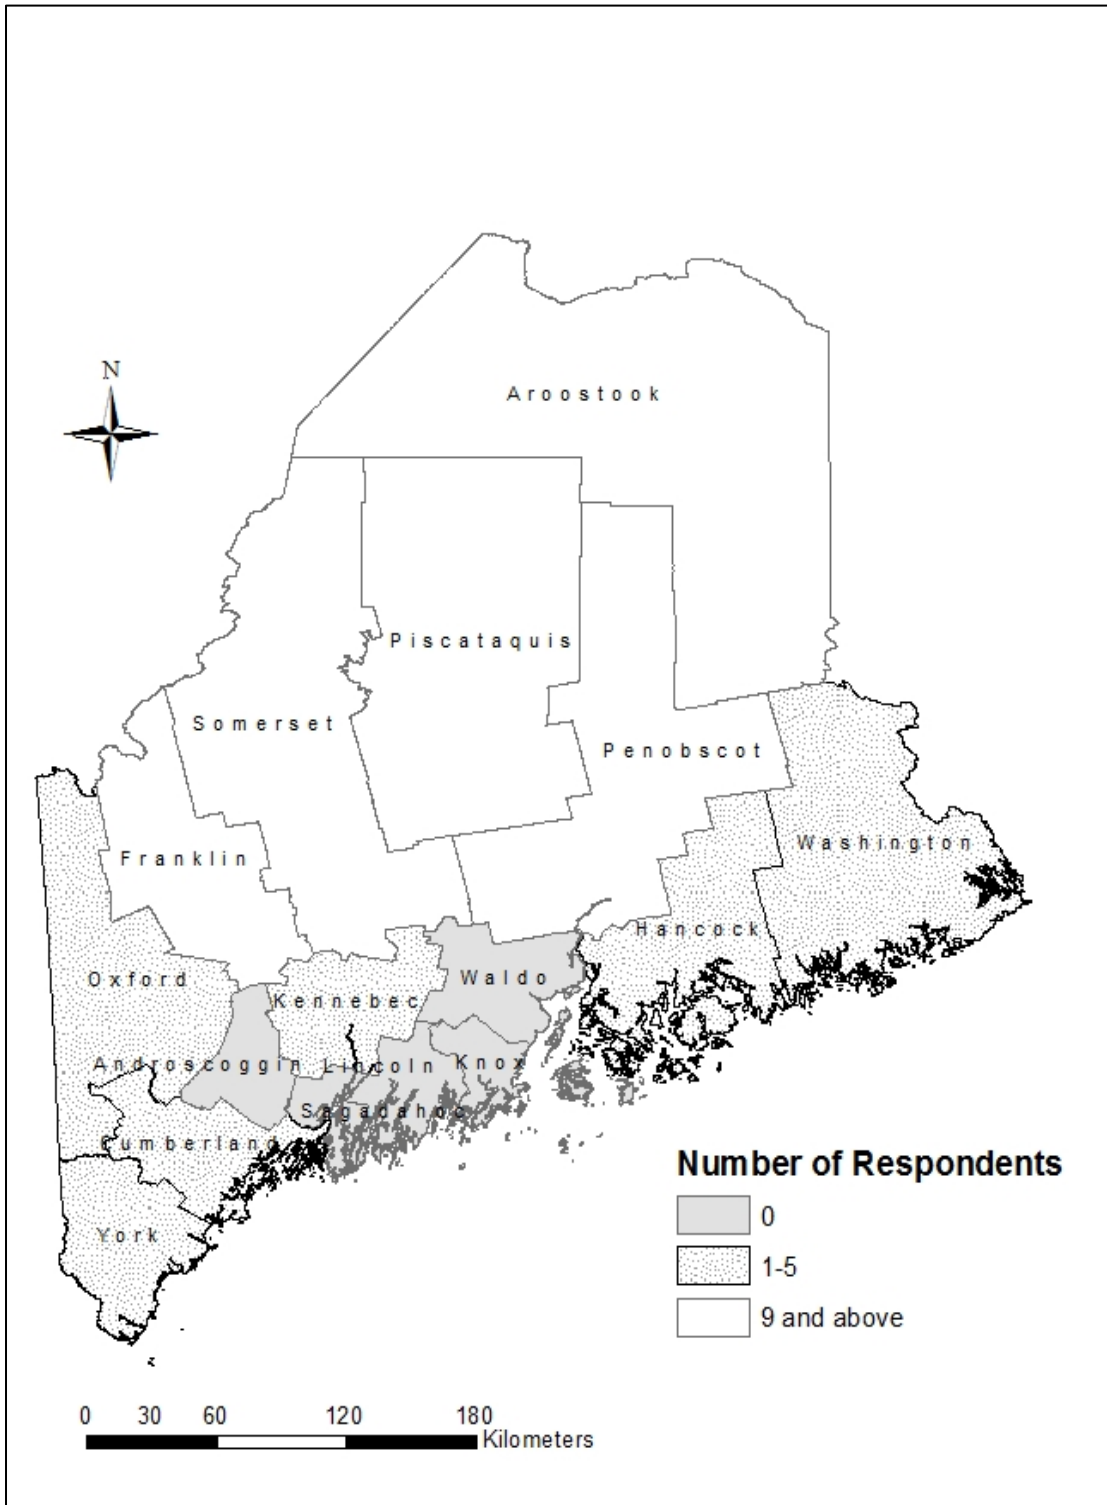 N
Aroostook
Piscataquis
Somerset
Penobscot
Washington
Franklin
Hancock
Oxford
Waldo
Kennebec
Androscoggin
Lincoln
Knox
Sagadahoc
Cumberland
York
Number of Respondents
0
1-5
9 and above
0 30 60 120 180
Kilometers